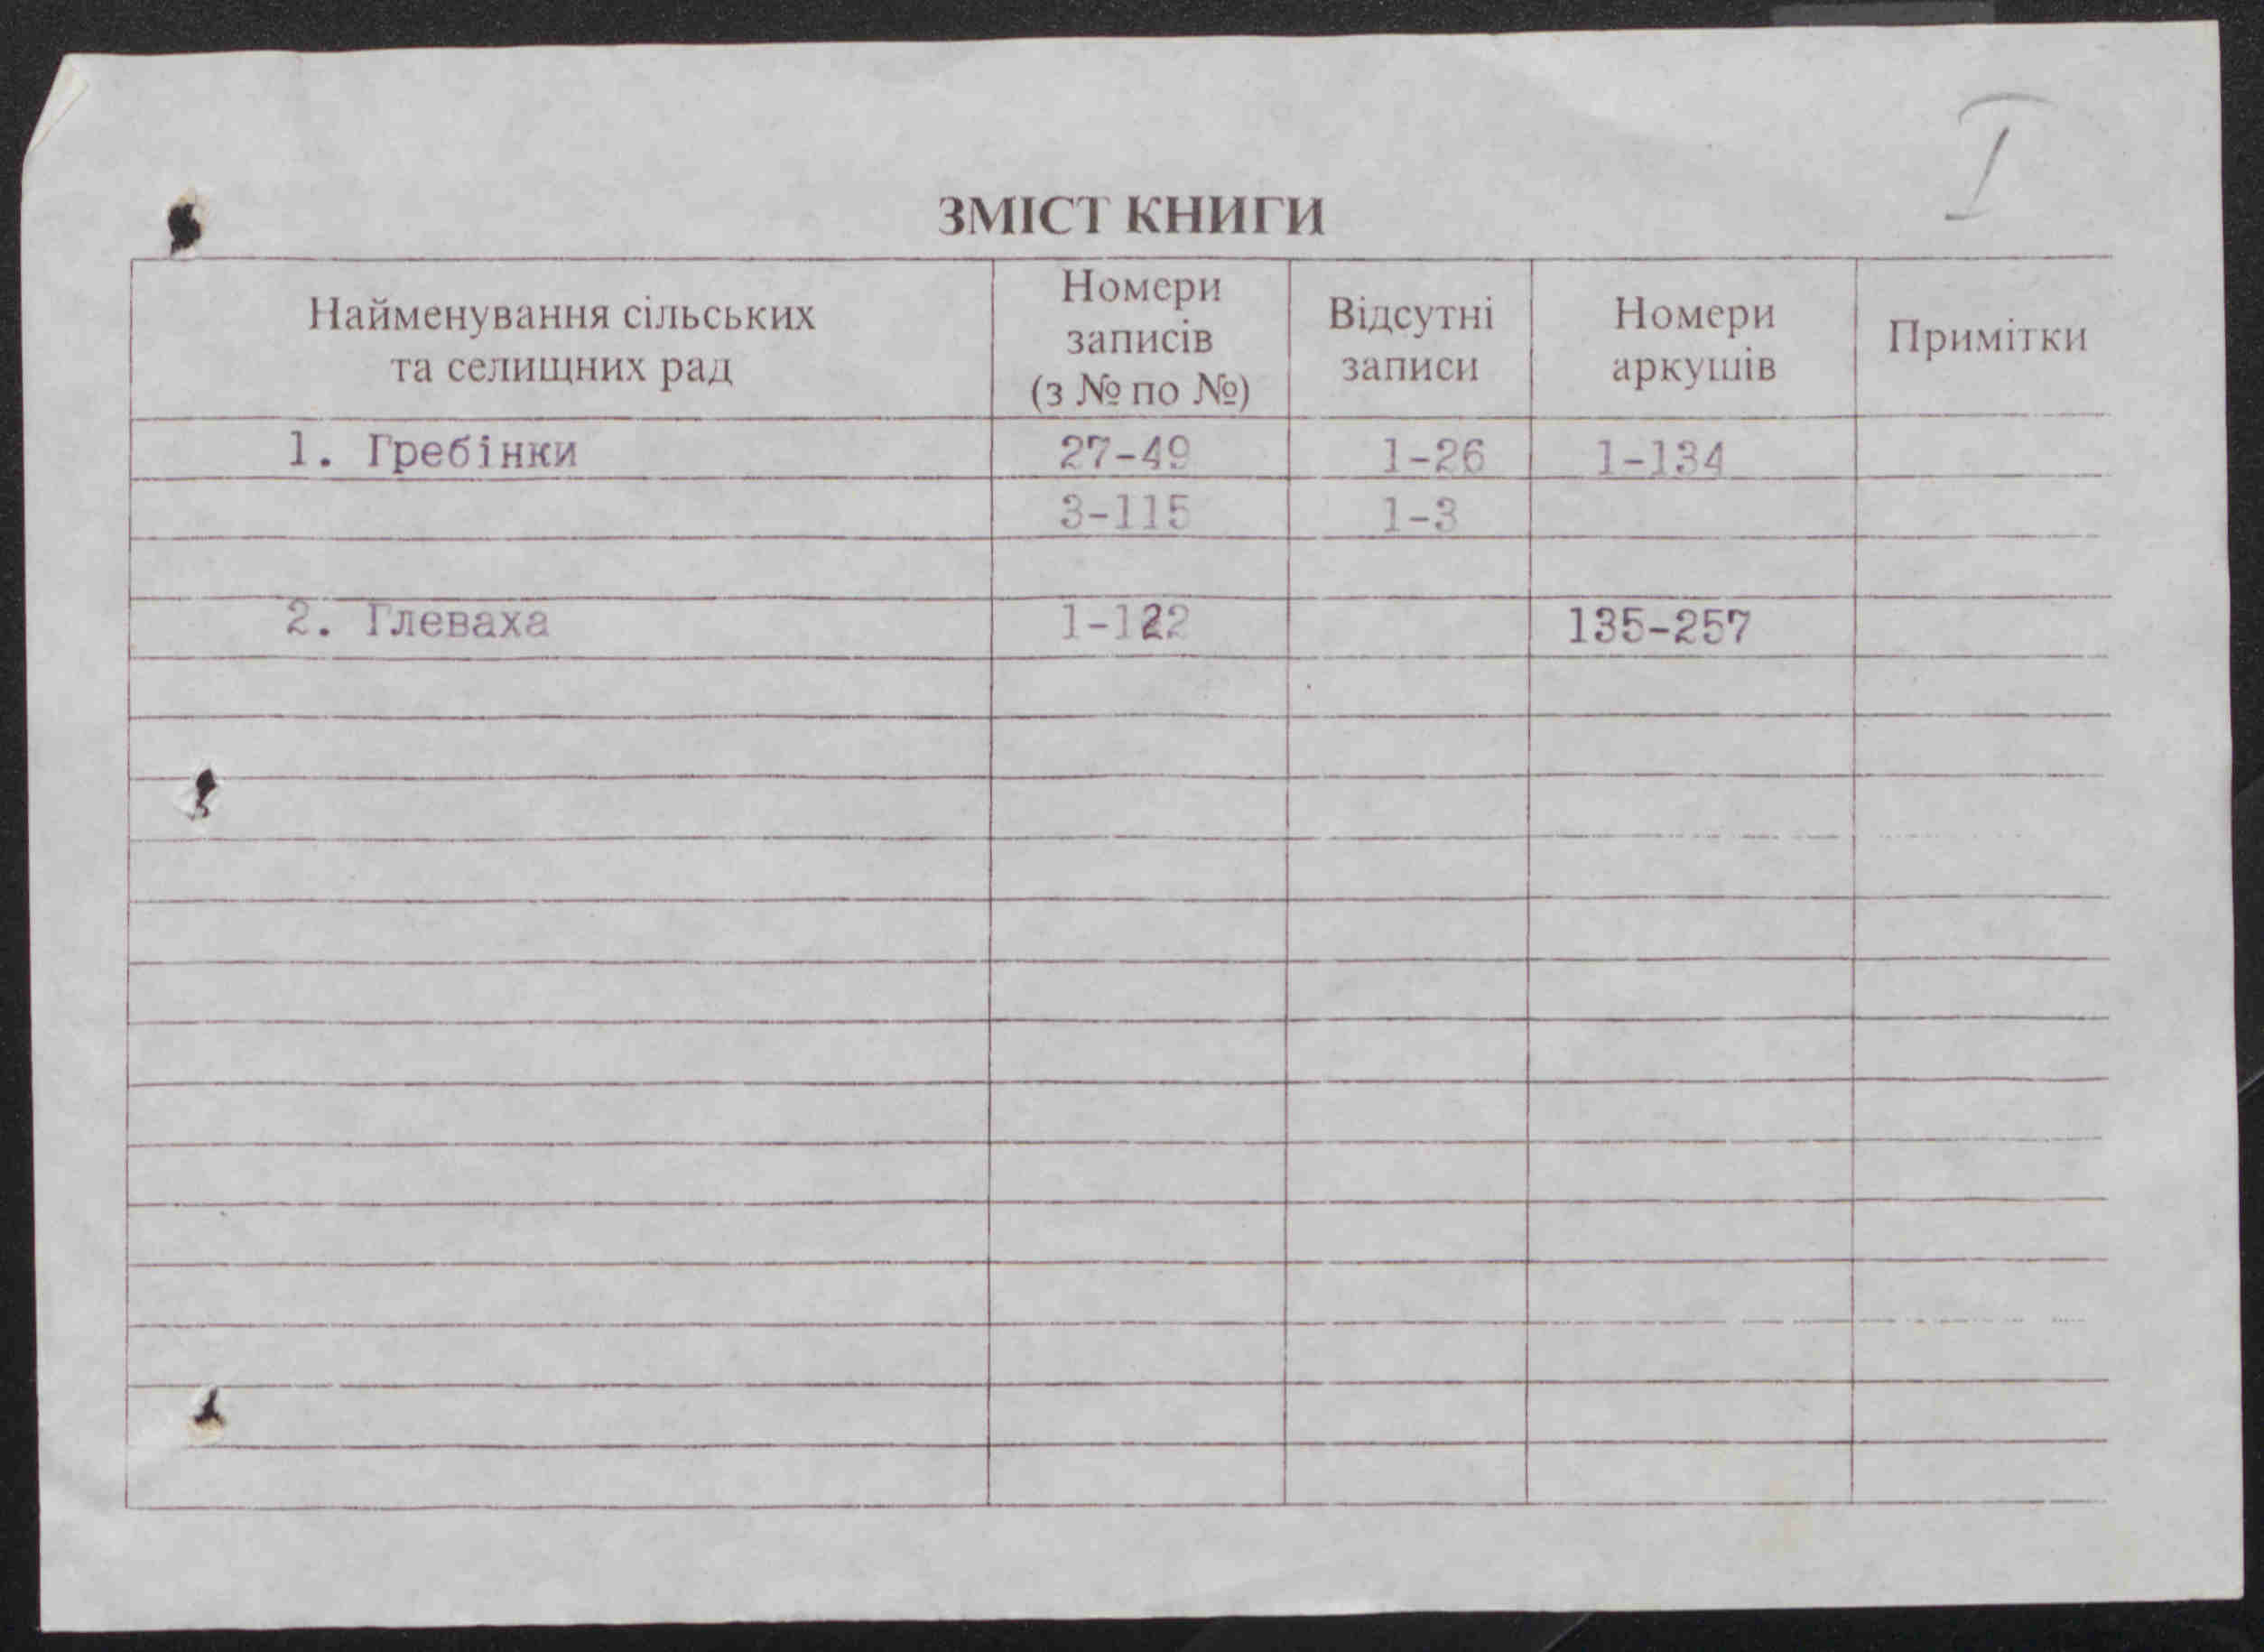 I
ЗМІСТ КНИГИ
Найменування сільських та селищних рад | Номери записів (з № по №) | Відсутні записи | Номери аркушів | Примітки
1. Гребінки 27-49 1-26 1-134
3-115 1-3
2. Глеваха 1-122 135-257